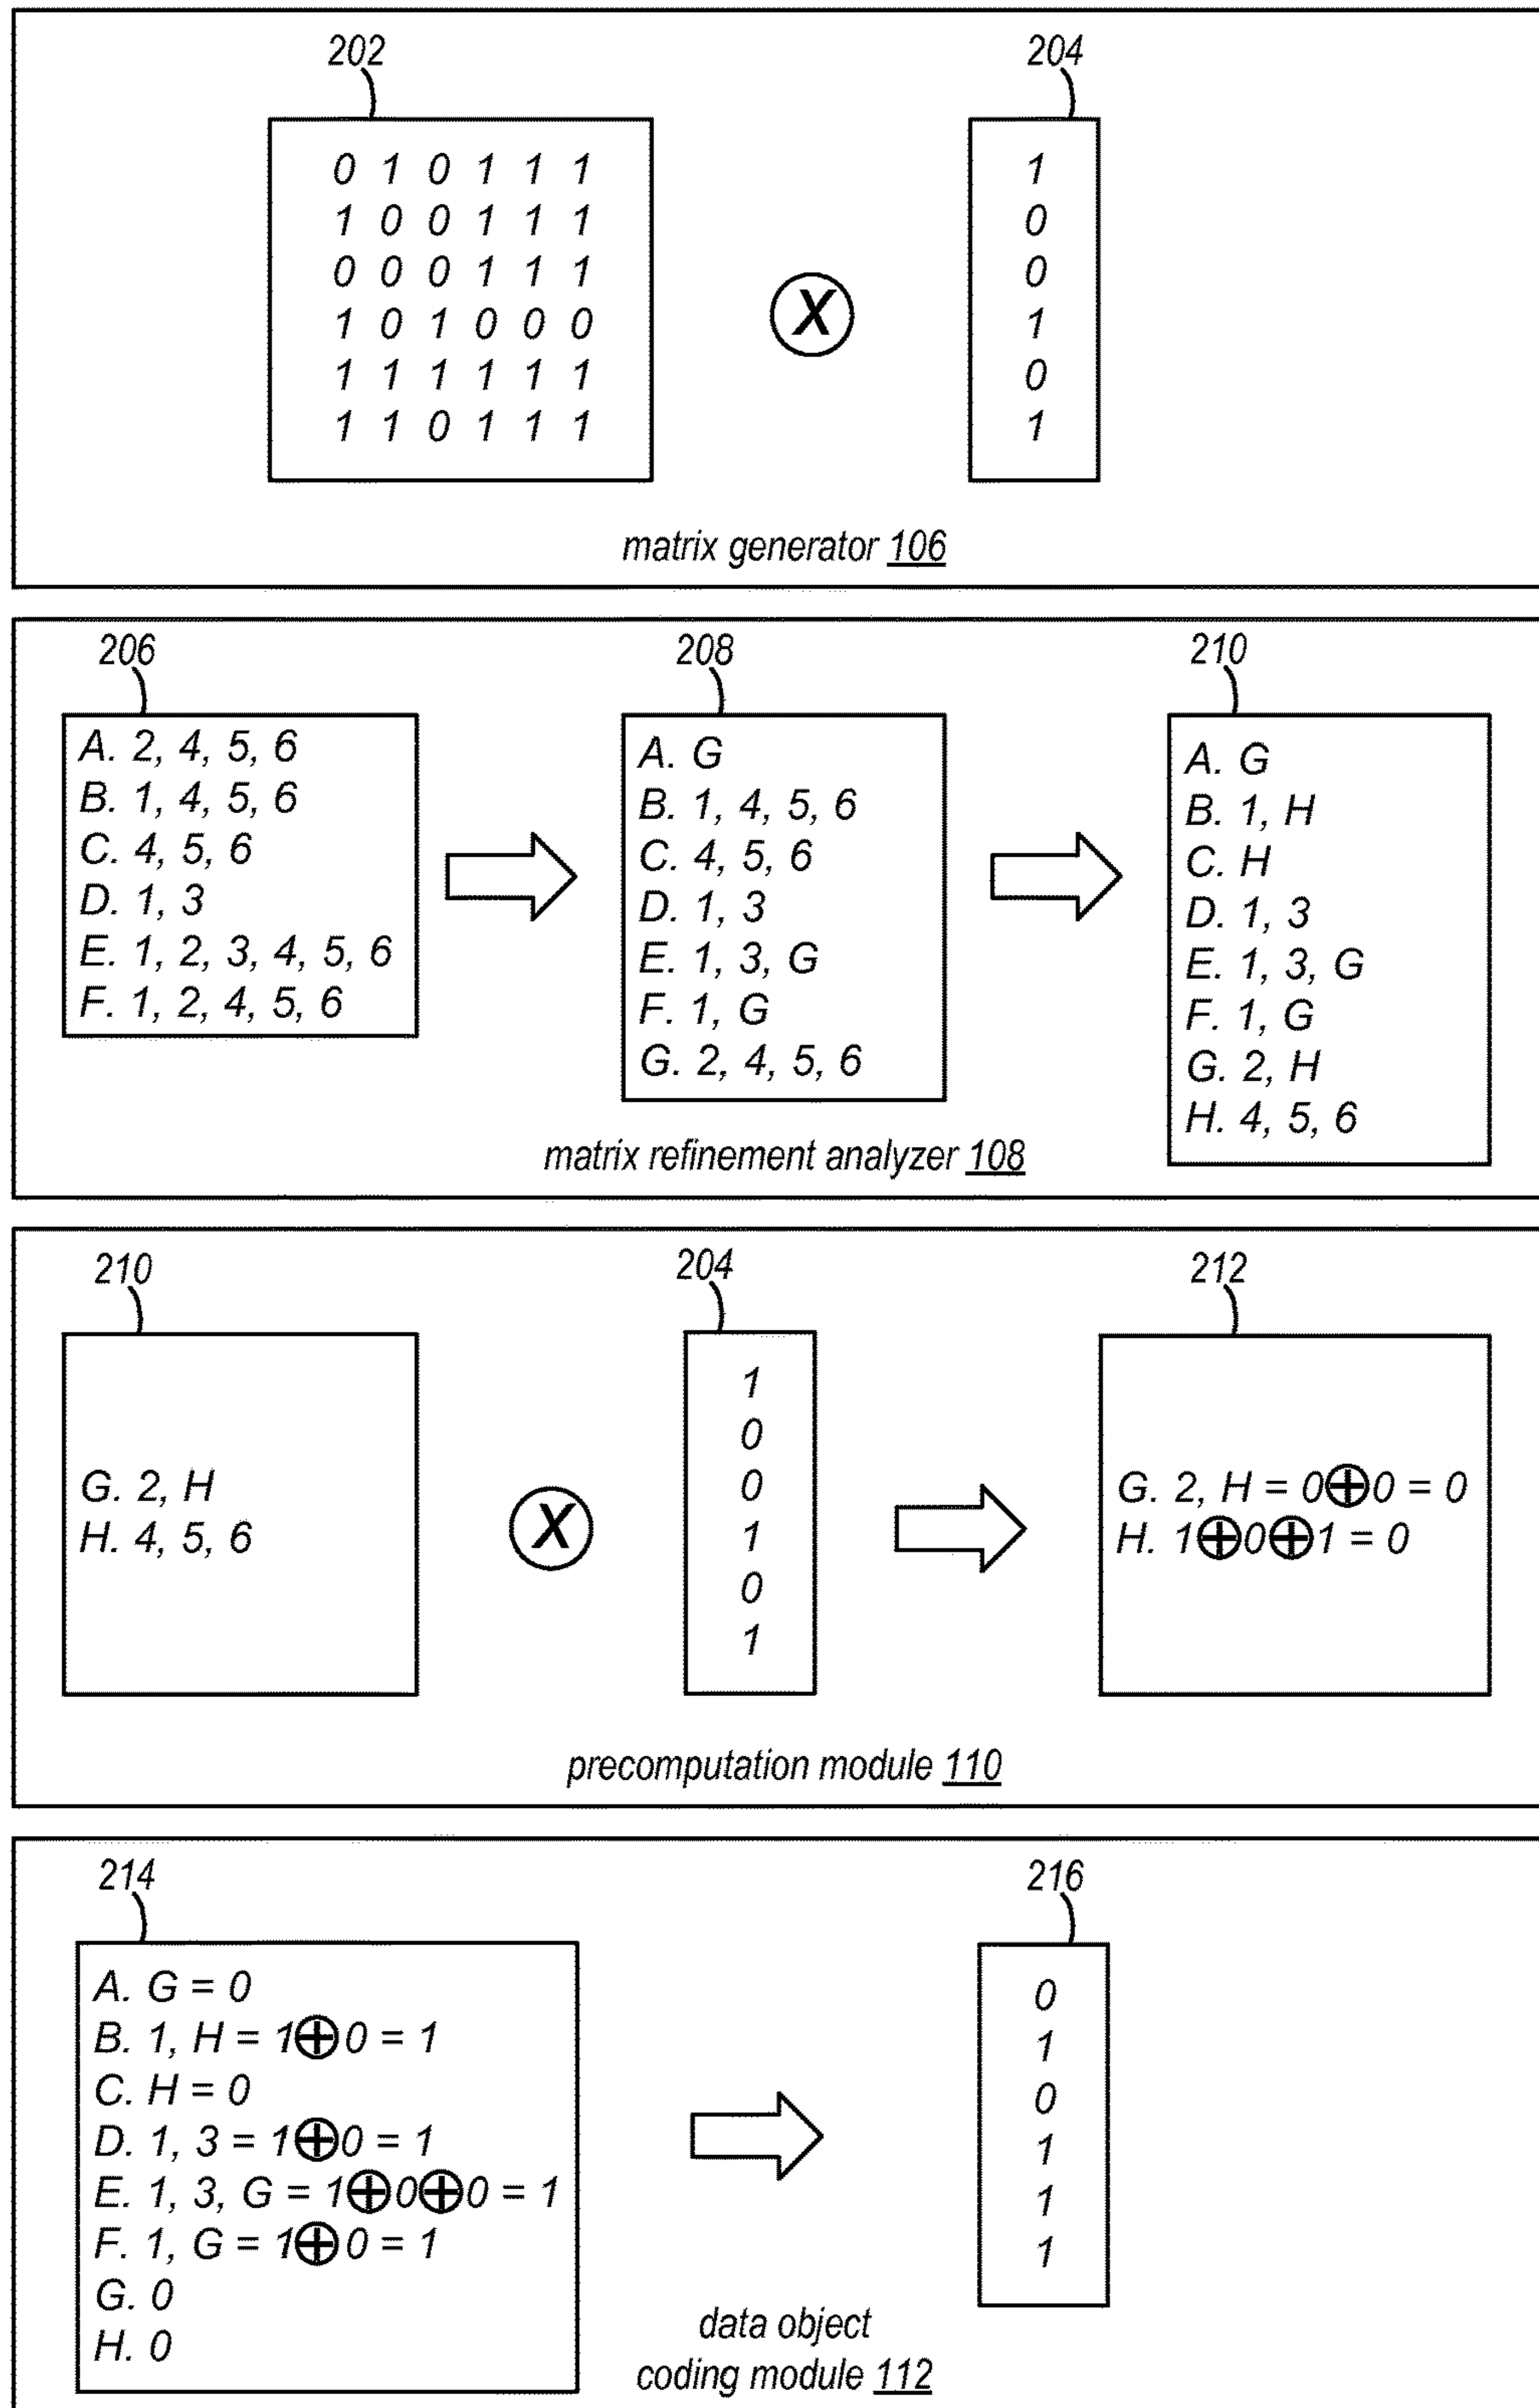 202
204
0 1 0 1 1 1
1 0 0 1 1 1
0 0 0 1 1 1
1 0 1 0 0 0
1 1 1 1 1 1
1 1 0 1 1 1
X
1
0
0
1
0
1
matrix generator 106
206
208
210
A. 2, 4, 5, 6
B. 1, 4, 5, 6
C. 4, 5, 6
D. 1, 3
E. 1, 2, 3, 4, 5, 6
F. 1, 2, 4, 5, 6
A. G
B. 1, 4, 5, 6
C. 4, 5, 6
D. 1, 3
E. 1, 3, G
F. 1, G
G. 2, 4, 5, 6
A. G
B. 1, H
C. H
D. 1, 3
E. 1, 3, G
F. 1, G
G. 2, H
H. 4, 5, 6
matrix refinement analyzer 108
210
204
212
G. 2, H
H. 4, 5, 6
X
1
0
0
1
0
1
G. 2, H = 0⊕0 = 0
H. 1⊕0⊕1 = 0
precomputation module 110
214
216
A. G = 0
B. 1, H = 1⊕0 = 1
C. H = 0
D. 1, 3 = 1⊕0 = 1
E. 1, 3, G = 1⊕0⊕0 = 1
F. 1, G = 1⊕0 = 1
G. 0
H. 0
0
1
0
1
1
1
data object
coding module 112